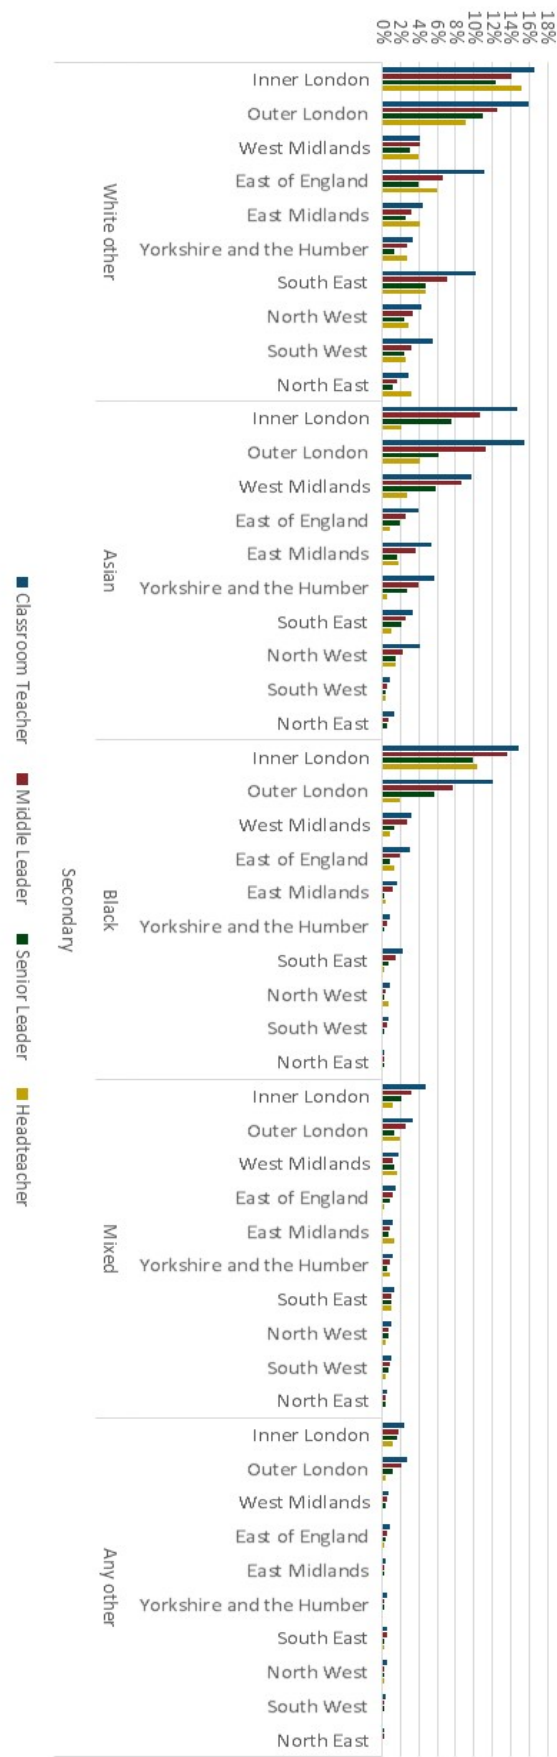 18%
16%
14%
12%
10%
8%
6%
4%
2%
0%
Inner London
Outer London
West Midlands
East of England
East Midlands
Yorkshire and the Humber
South East
North West
South West
North East
White other
Inner London
Outer London
West Midlands
East of England
East Midlands
Yorkshire and the Humber
South East
North West
South West
North East
Asian
Inner London
Outer London
West Midlands
East of England
East Midlands
Yorkshire and the Humber
South East
North West
South West
North East
Black
Inner London
Outer London
West Midlands
East of England
East Midlands
Yorkshire and the Humber
South East
North West
South West
North East
Mixed
Inner London
Outer London
West Midlands
East of England
East Midlands
Yorkshire and the Humber
South East
North West
South West
North East
Any other
Secondary
Classroom Teacher Middle Leader Senior Leader Headteacher